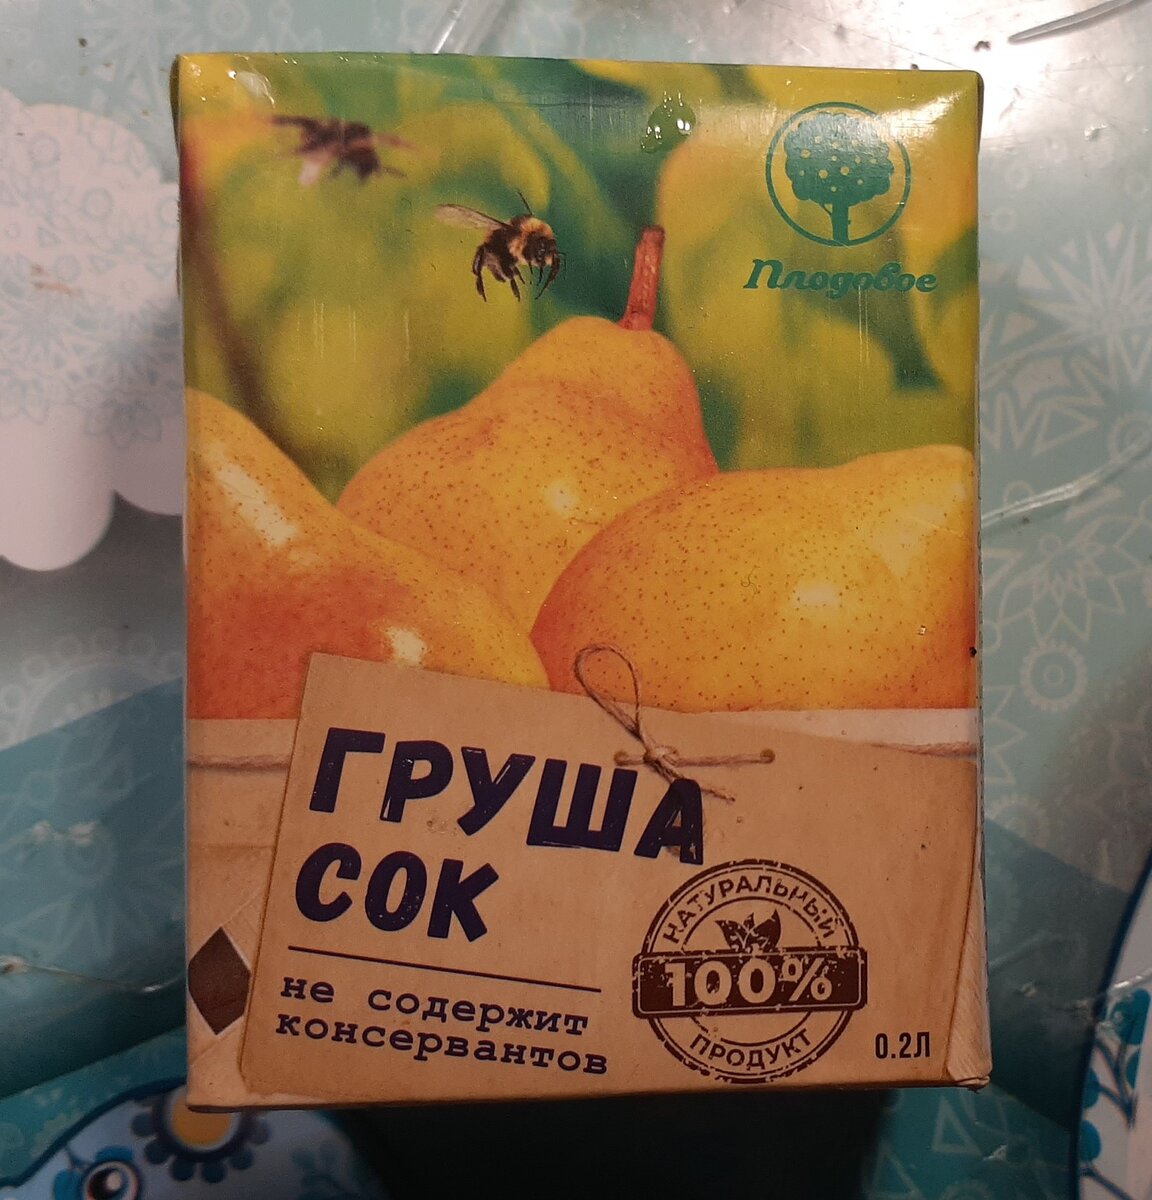 Плодовое
ГРУША
СОК
не содержит
консервантов
НАТУРАЛЬНЫЙ
100%
ПРОДУКТ
0.2Л